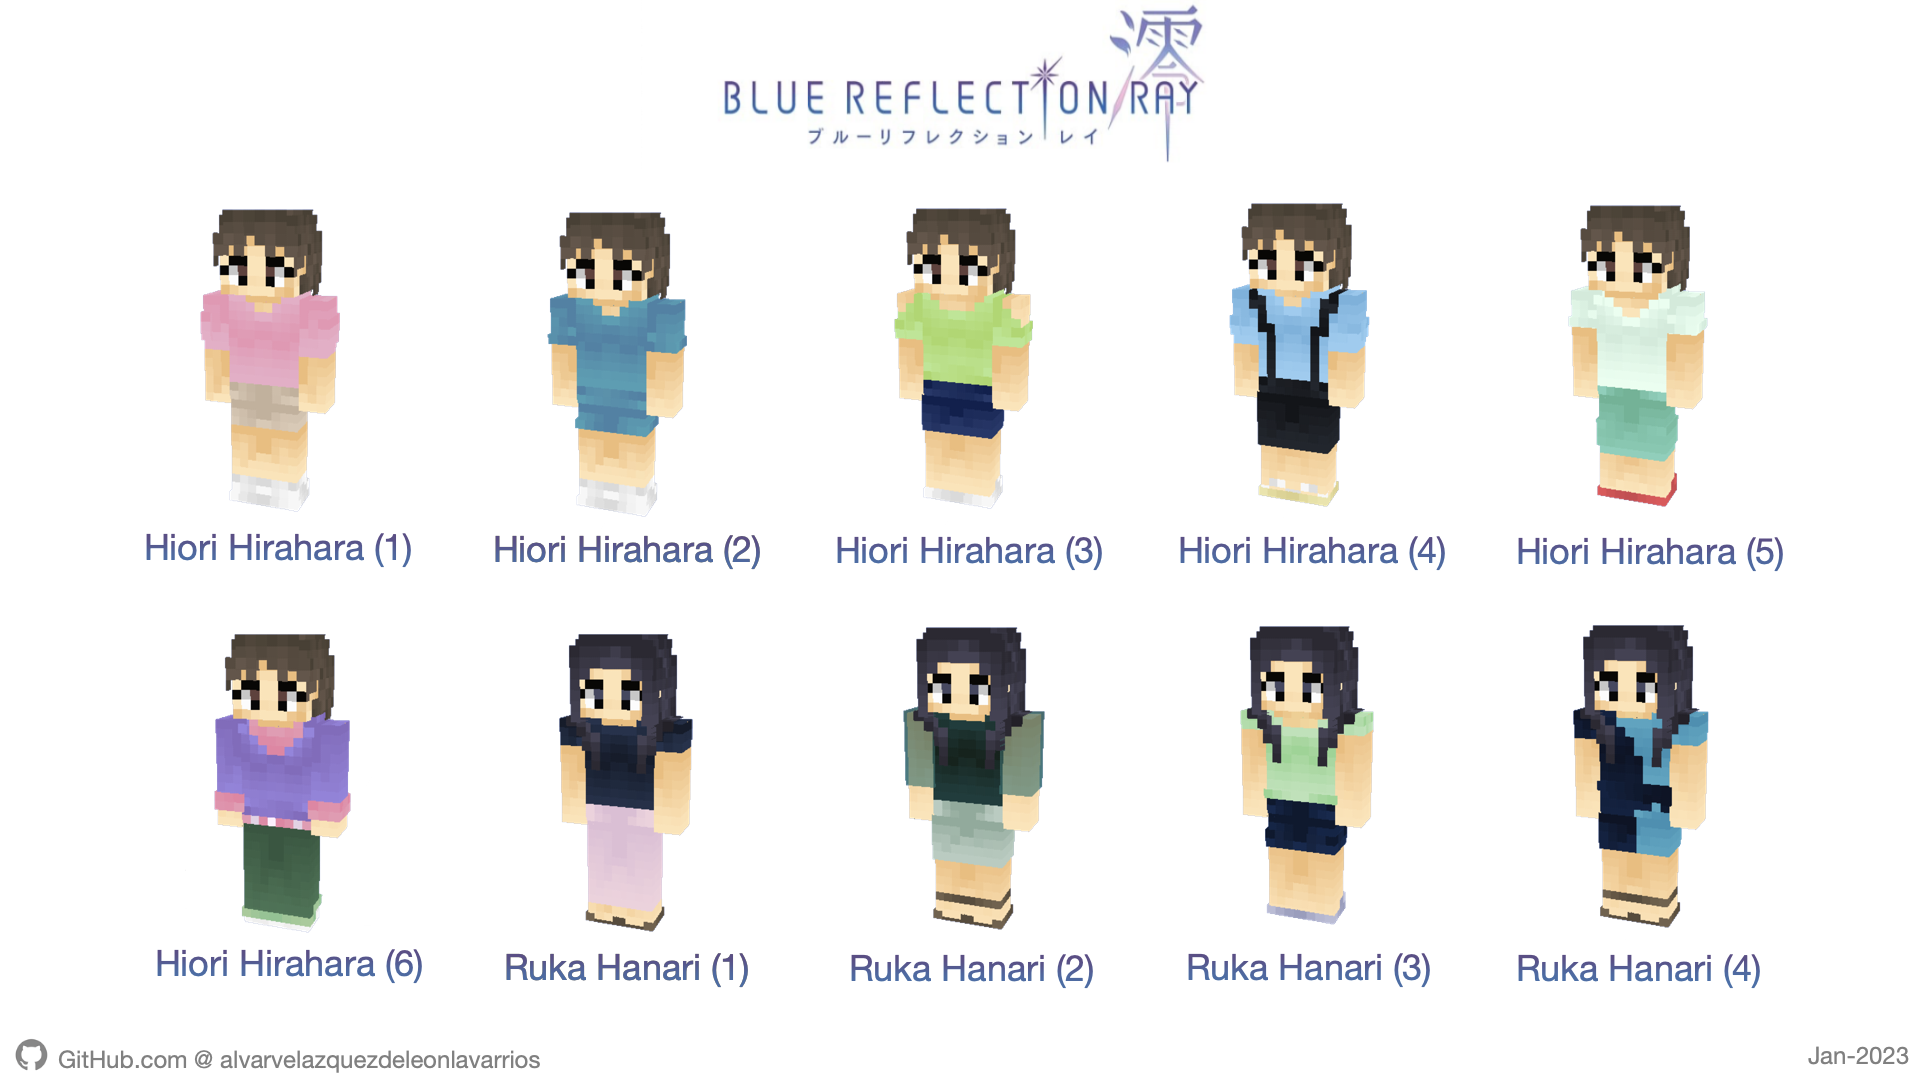 澪
BLUE REFLECTION RAY
ブルーリフレクション レイ
Hiori Hirahara (1)
Hiori Hirahara (2)
Hiori Hirahara (3)
Hiori Hirahara (4)
Hiori Hirahara (5)
Hiori Hirahara (6)
Ruka Hanari (1)
Ruka Hanari (2)
Ruka Hanari (3)
Ruka Hanari (4)
GitHub.com @ alvarvelazquezdeleonlavarrios
Jan-2023